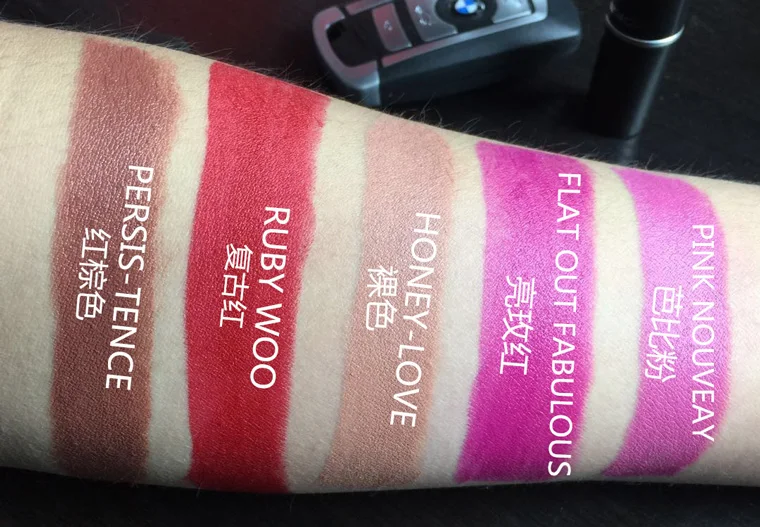 PERSIS-TENCE
红棕色
RUBY WOO
复古红
HONEY-LOVE
裸色
FLAT OUT FABULOUS
亮玫红
PINK NOUVEAY
芭比粉